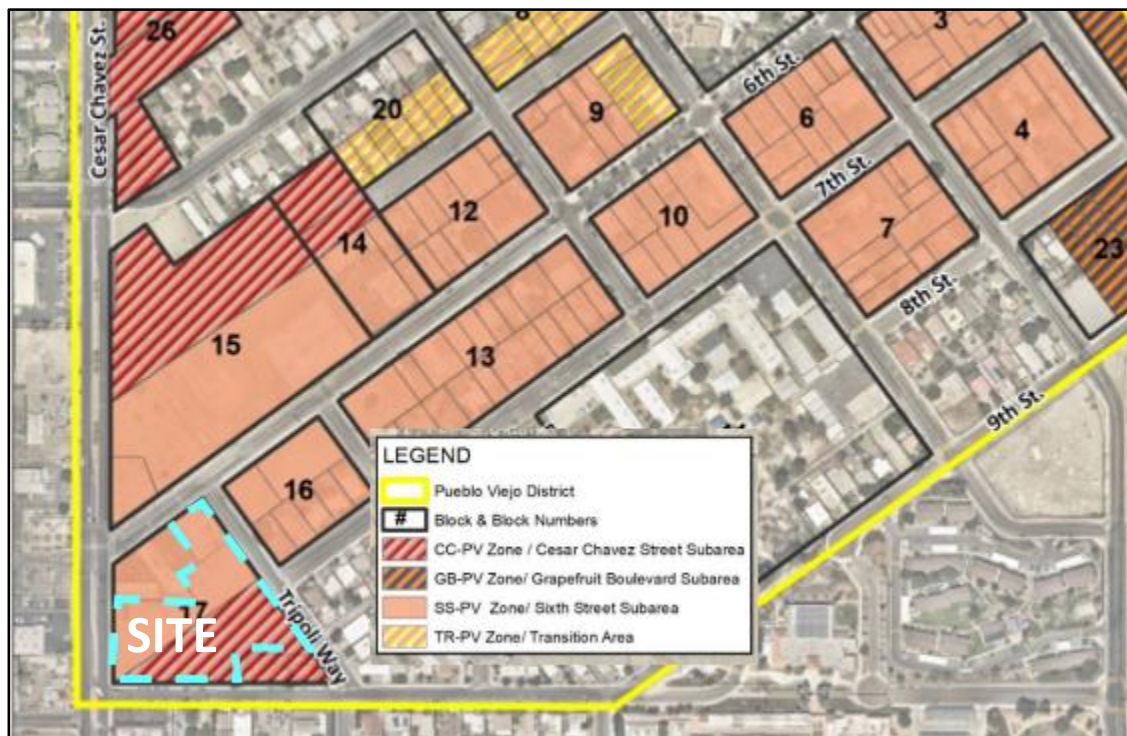 26
8
3
Cesar Chavez St.
20
9
6th St.
6
4
7th St.
12
10
14
7
23
8th St.
15
13
9th St.
LEGEND
Pueblo Viejo District
16
# Block & Block Numbers
CC-PV Zone / Cesar Chavez Street Subarea
GB-PV Zone/ Grapefruit Boulevard Subarea
SS-PV Zone/ Sixth Street Subarea
TR-PV Zone/ Transition Area
17
SITE
Tripoli Way